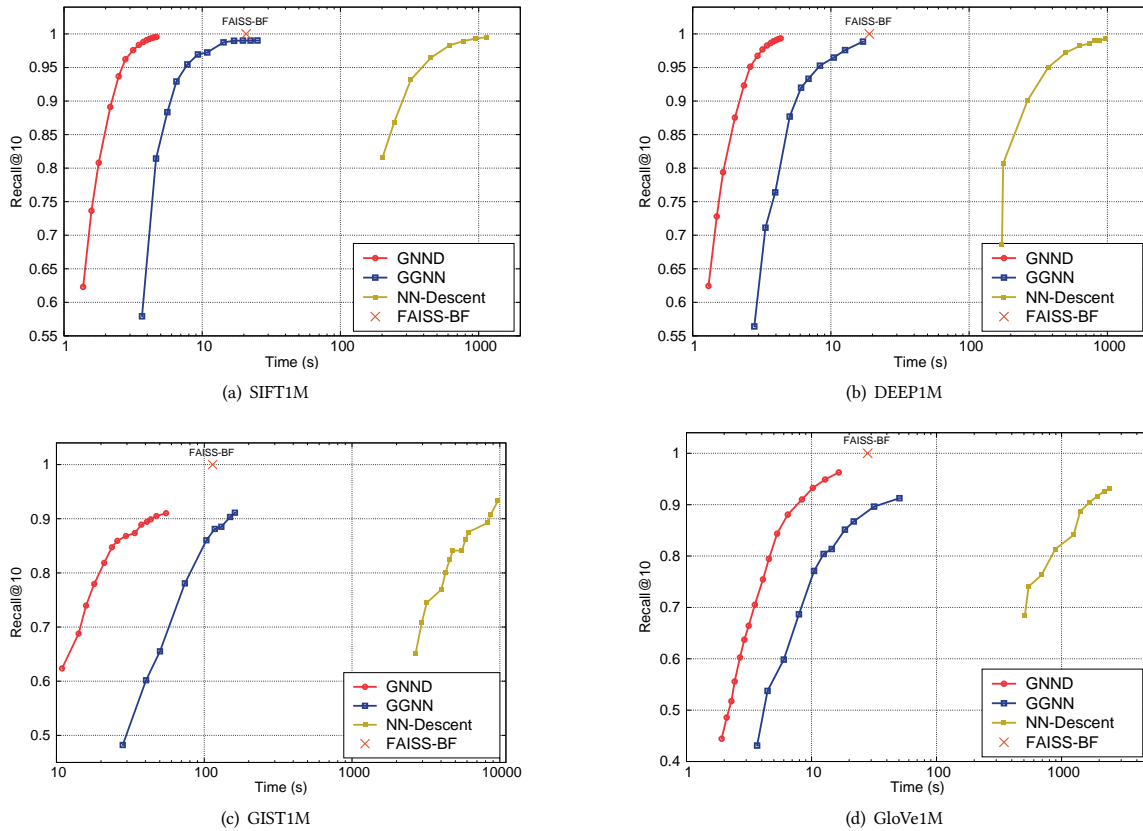 FAISS-BF
1
0.95
0.9
0.85
0.8
0.75
0.7
0.65
0.6
0.55
Recall@10
GNND
GGNN
NN-Descent
FAISS-BF
1 10 100 1000
Time (s)
(a) SIFT1M
FAISS-BF
1
0.95
0.9
0.85
0.8
0.75
0.7
0.65
0.6
0.55
Recall@10
GNND
GGNN
NN-Descent
FAISS-BF
1 10 100 1000
Time (s)
(b) DEEP1M
FAISS-BF
1
0.9
0.8
0.7
0.6
0.5
Recall@10
GNND
GGNN
NN-Descent
FAISS-BF
10 100 1000 10000
Time (s)
(c) GIST1M
FAISS-BF
1
0.9
0.8
0.7
0.6
0.5
0.4
Recall@10
GNND
GGNN
NN-Descent
FAISS-BF
1 10 100 1000
Time (s)
(d) GloVe1M